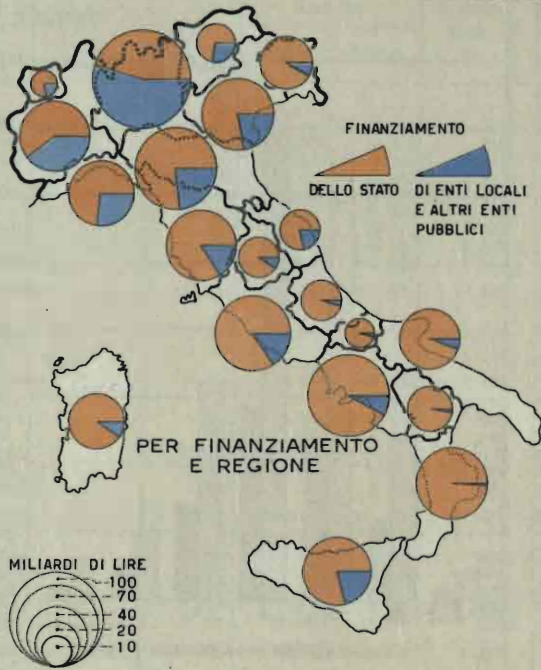 FINANZIAMENTO
DELLO STATO
DI ENTI LOCALI
E ALTRI ENTI
PUBBLICI
PER FINANZIAMENTO
E REGIONE
MILIARDI DI LIRE
100
70
40
20
10